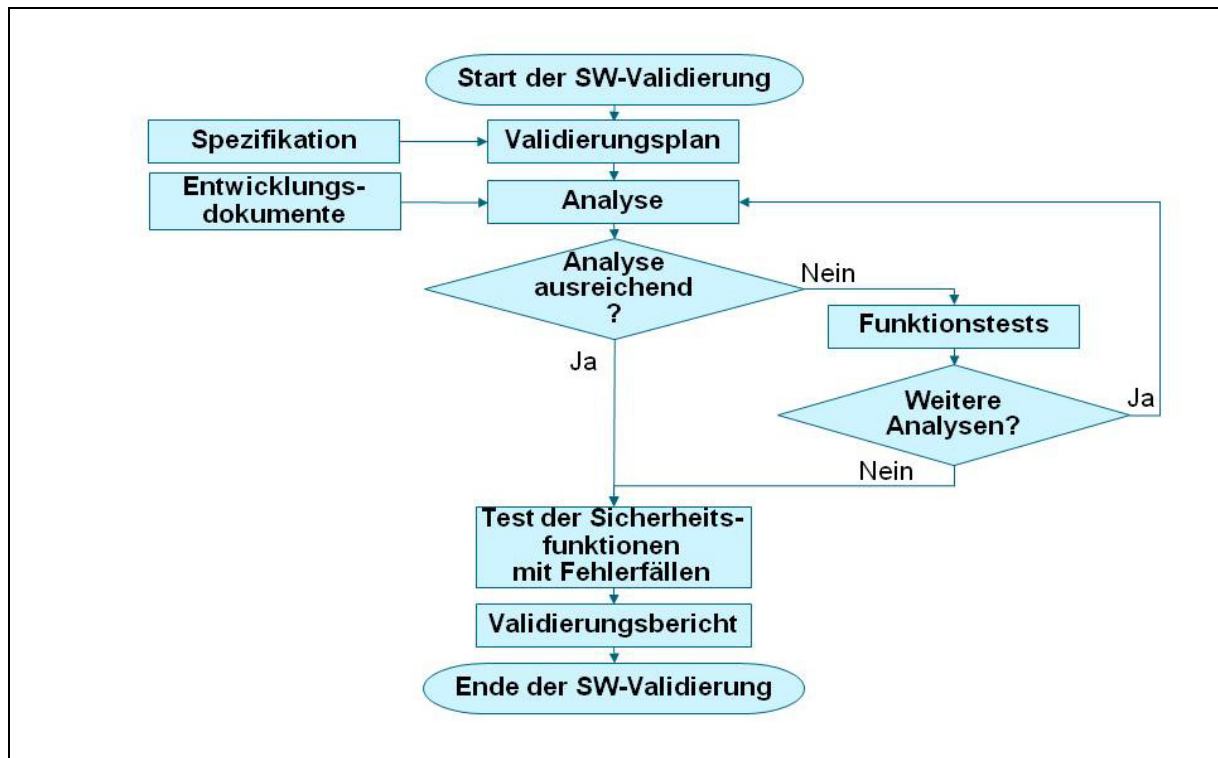 Start der SW-Validierung
Spezifikation
Validierungsplan
Entwicklungs-
dokumente
Analyse
Analyse
ausreichend
?
Nein
Funktionstests
Ja
Weitere
Analysen?
Ja
Nein
Test der Sicherheits-
funktionen
mit Fehlerfällen
Validierungsbericht
Ende der SW-Validierung